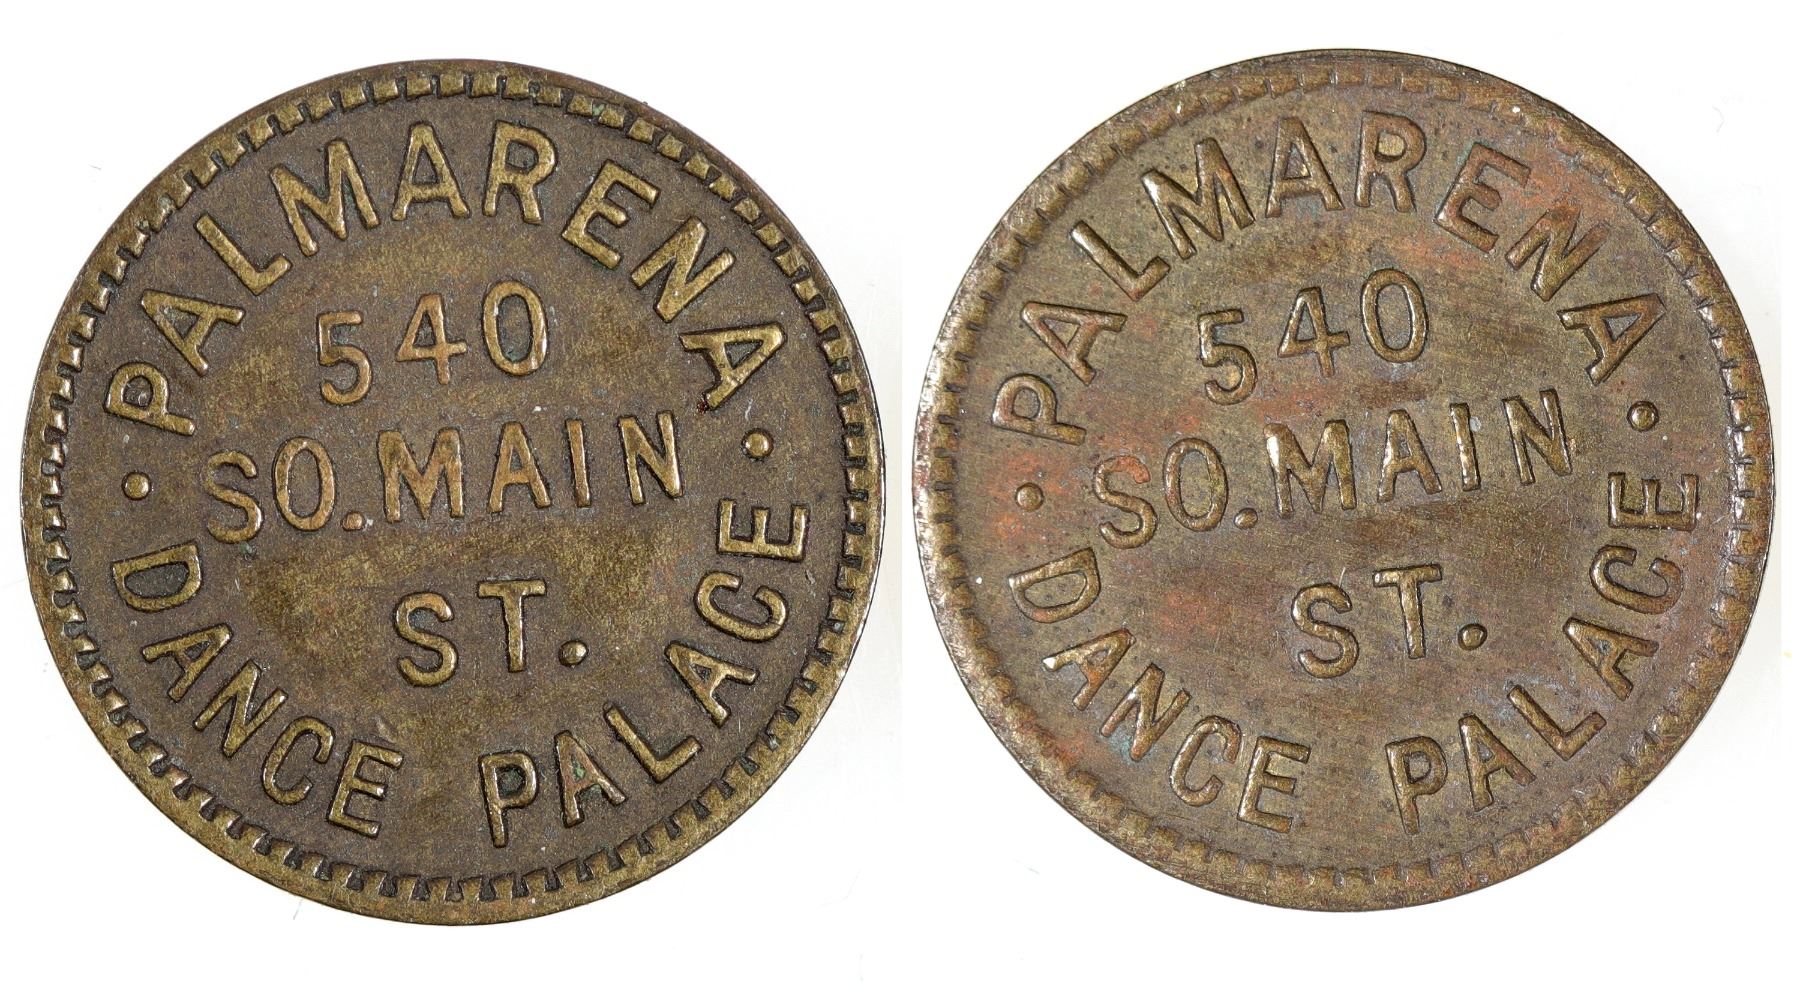 PALMARENA
540
SO. MAIN
ST.
DANCE PALACE
PALMARENA
540
SO. MAIN
ST.
DANCE PALACE